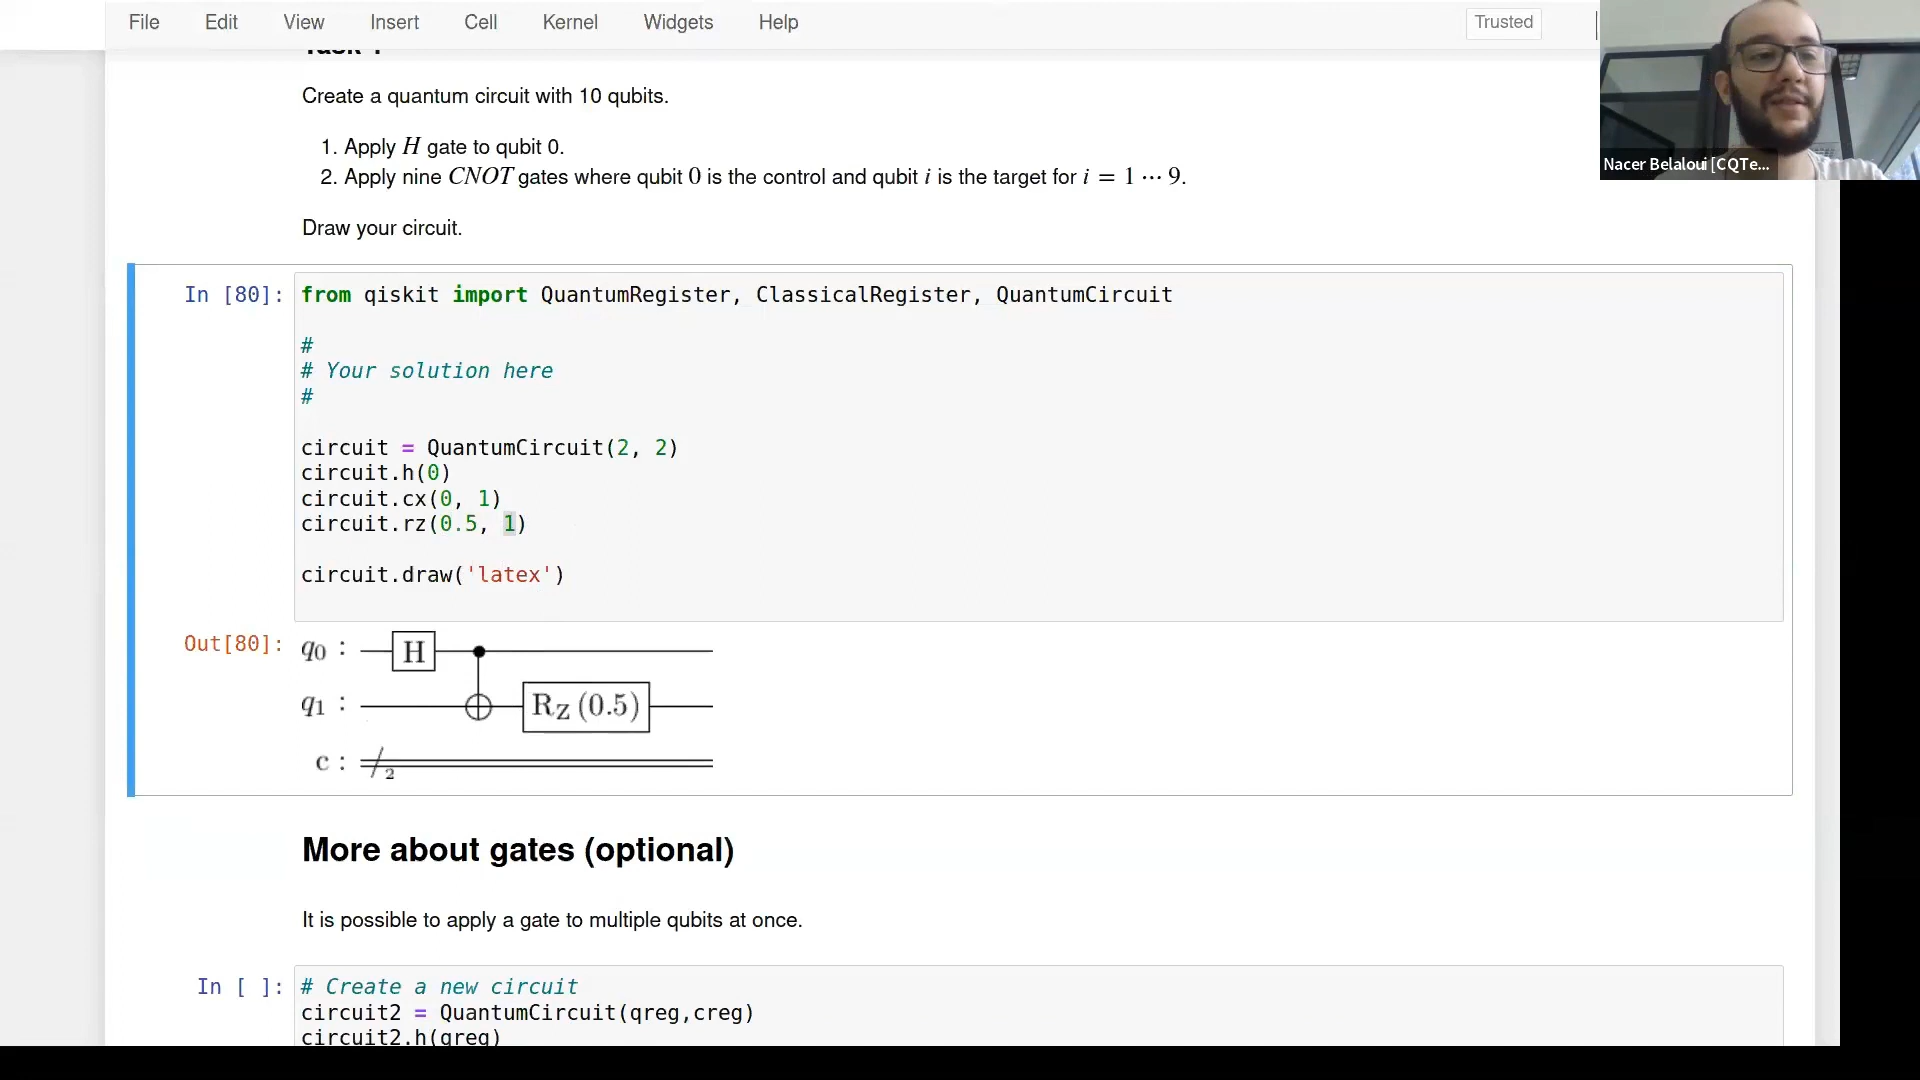 File Edit View Insert Cell Kernel Widgets Help Trusted
Create a quantum circuit with 10 qubits.
1. Apply H gate to qubit 0.
2. Apply nine CNOT gates where qubit 0 is the control and qubit i is the target for i = 1 ⋯ 9.
Draw your circuit.
Nacer Belaloui [CQTe...
In [80]: from qiskit import QuantumRegister, ClassicalRegister, QuantumCircuit
#
# Your solution here
#
circuit = QuantumCircuit(2, 2)
circuit.h(0)
circuit.cx(0, 1)
circuit.rz(0.5, 1)
circuit.draw('latex')
Out[80]: q0 : H
q1 : RZ (0.5)
c : 2
More about gates (optional)
It is possible to apply a gate to multiple qubits at once.
In [ ]: # Create a new circuit
circuit2 = QuantumCircuit(qreg,creg)
circuit2.h(qreg)